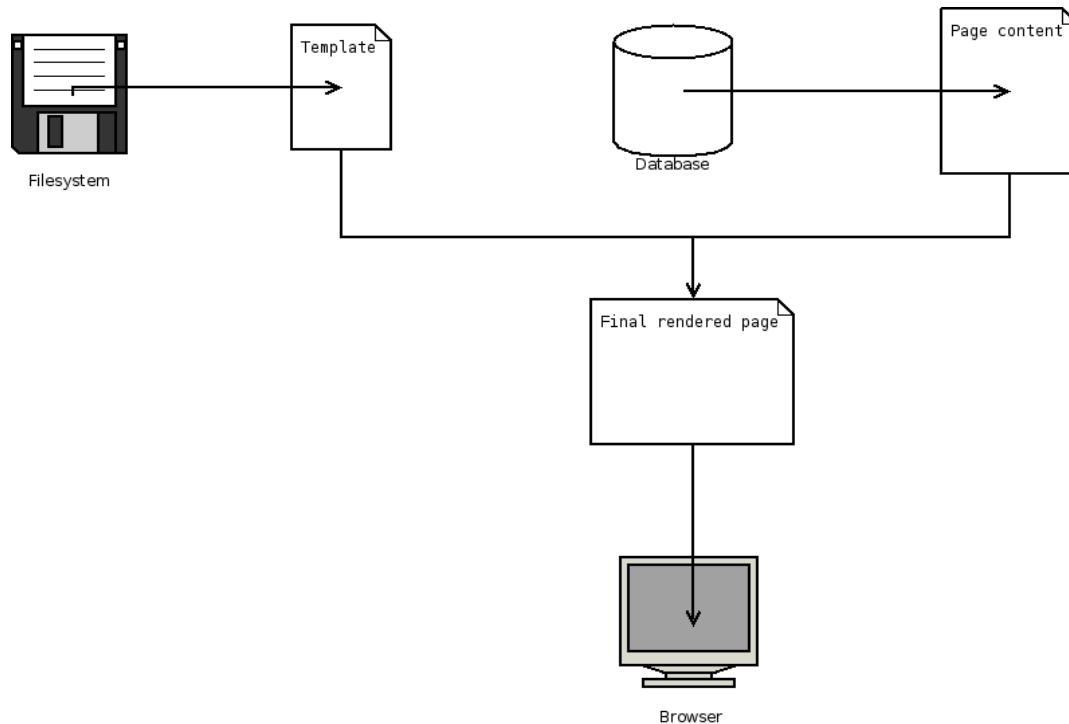 Template
Page content
Filesystem
Database
Final rendered page
Browser